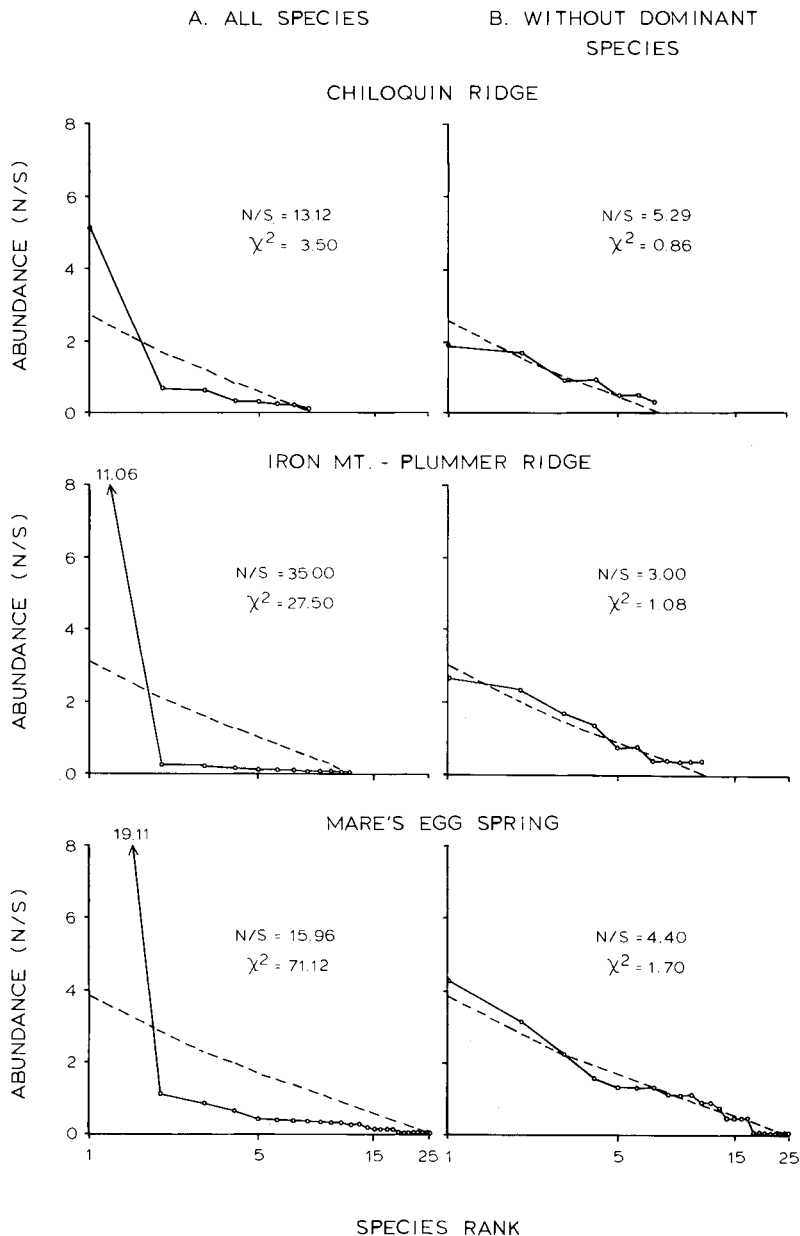 A. ALL SPECIES
B. WITHOUT DOMINANT
SPECIES
CHILOQUIN RIDGE
ABUNDANCE (N/S)
8
6
4
2
0
N/S = 13.12
χ2 = 3.50
N/S = 5.29
χ2 = 0.86
IRON MT. - PLUMMER RIDGE
ABUNDANCE (N/S)
11.06
8
6
4
2
0
N/S = 35 00
χ2 = 27.50
N/S = 3.00
χ2 = 1.08
MARE'S EGG SPRING
ABUNDANCE (N/S)
19.11
8
6
4
2
0
N/S = 15.96
χ2 = 71.12
N/S = 4.40
χ2 = 1.70
1 5 15 25
1 5 15 25
SPECIES RANK